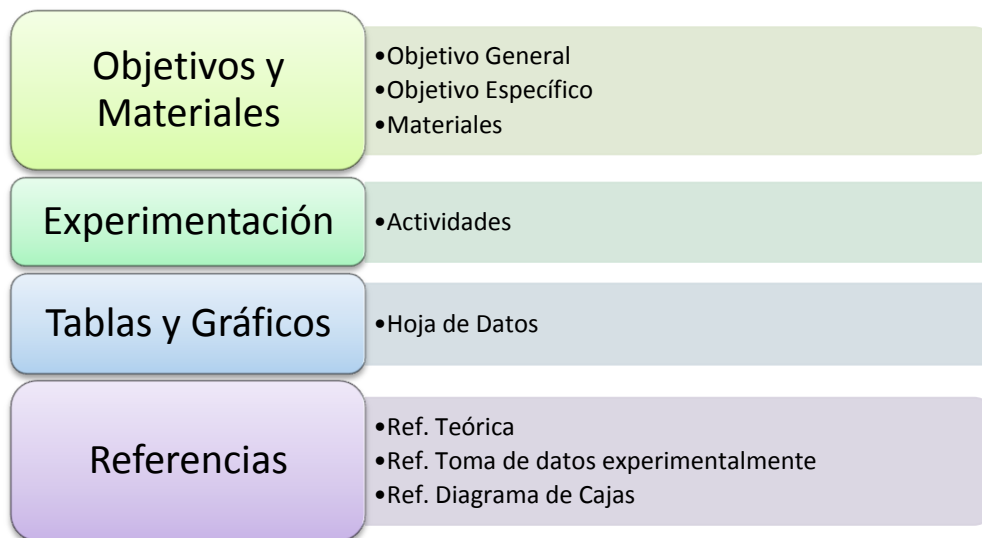 Objetivos y
Materiales
•Objetivo General
•Objetivo Específico
•Materiales
Experimentación
•Actividades
Tablas y Gráficos
•Hoja de Datos
Referencias
•Ref. Teórica
•Ref. Toma de datos experimentalmente
•Ref. Diagrama de Cajas